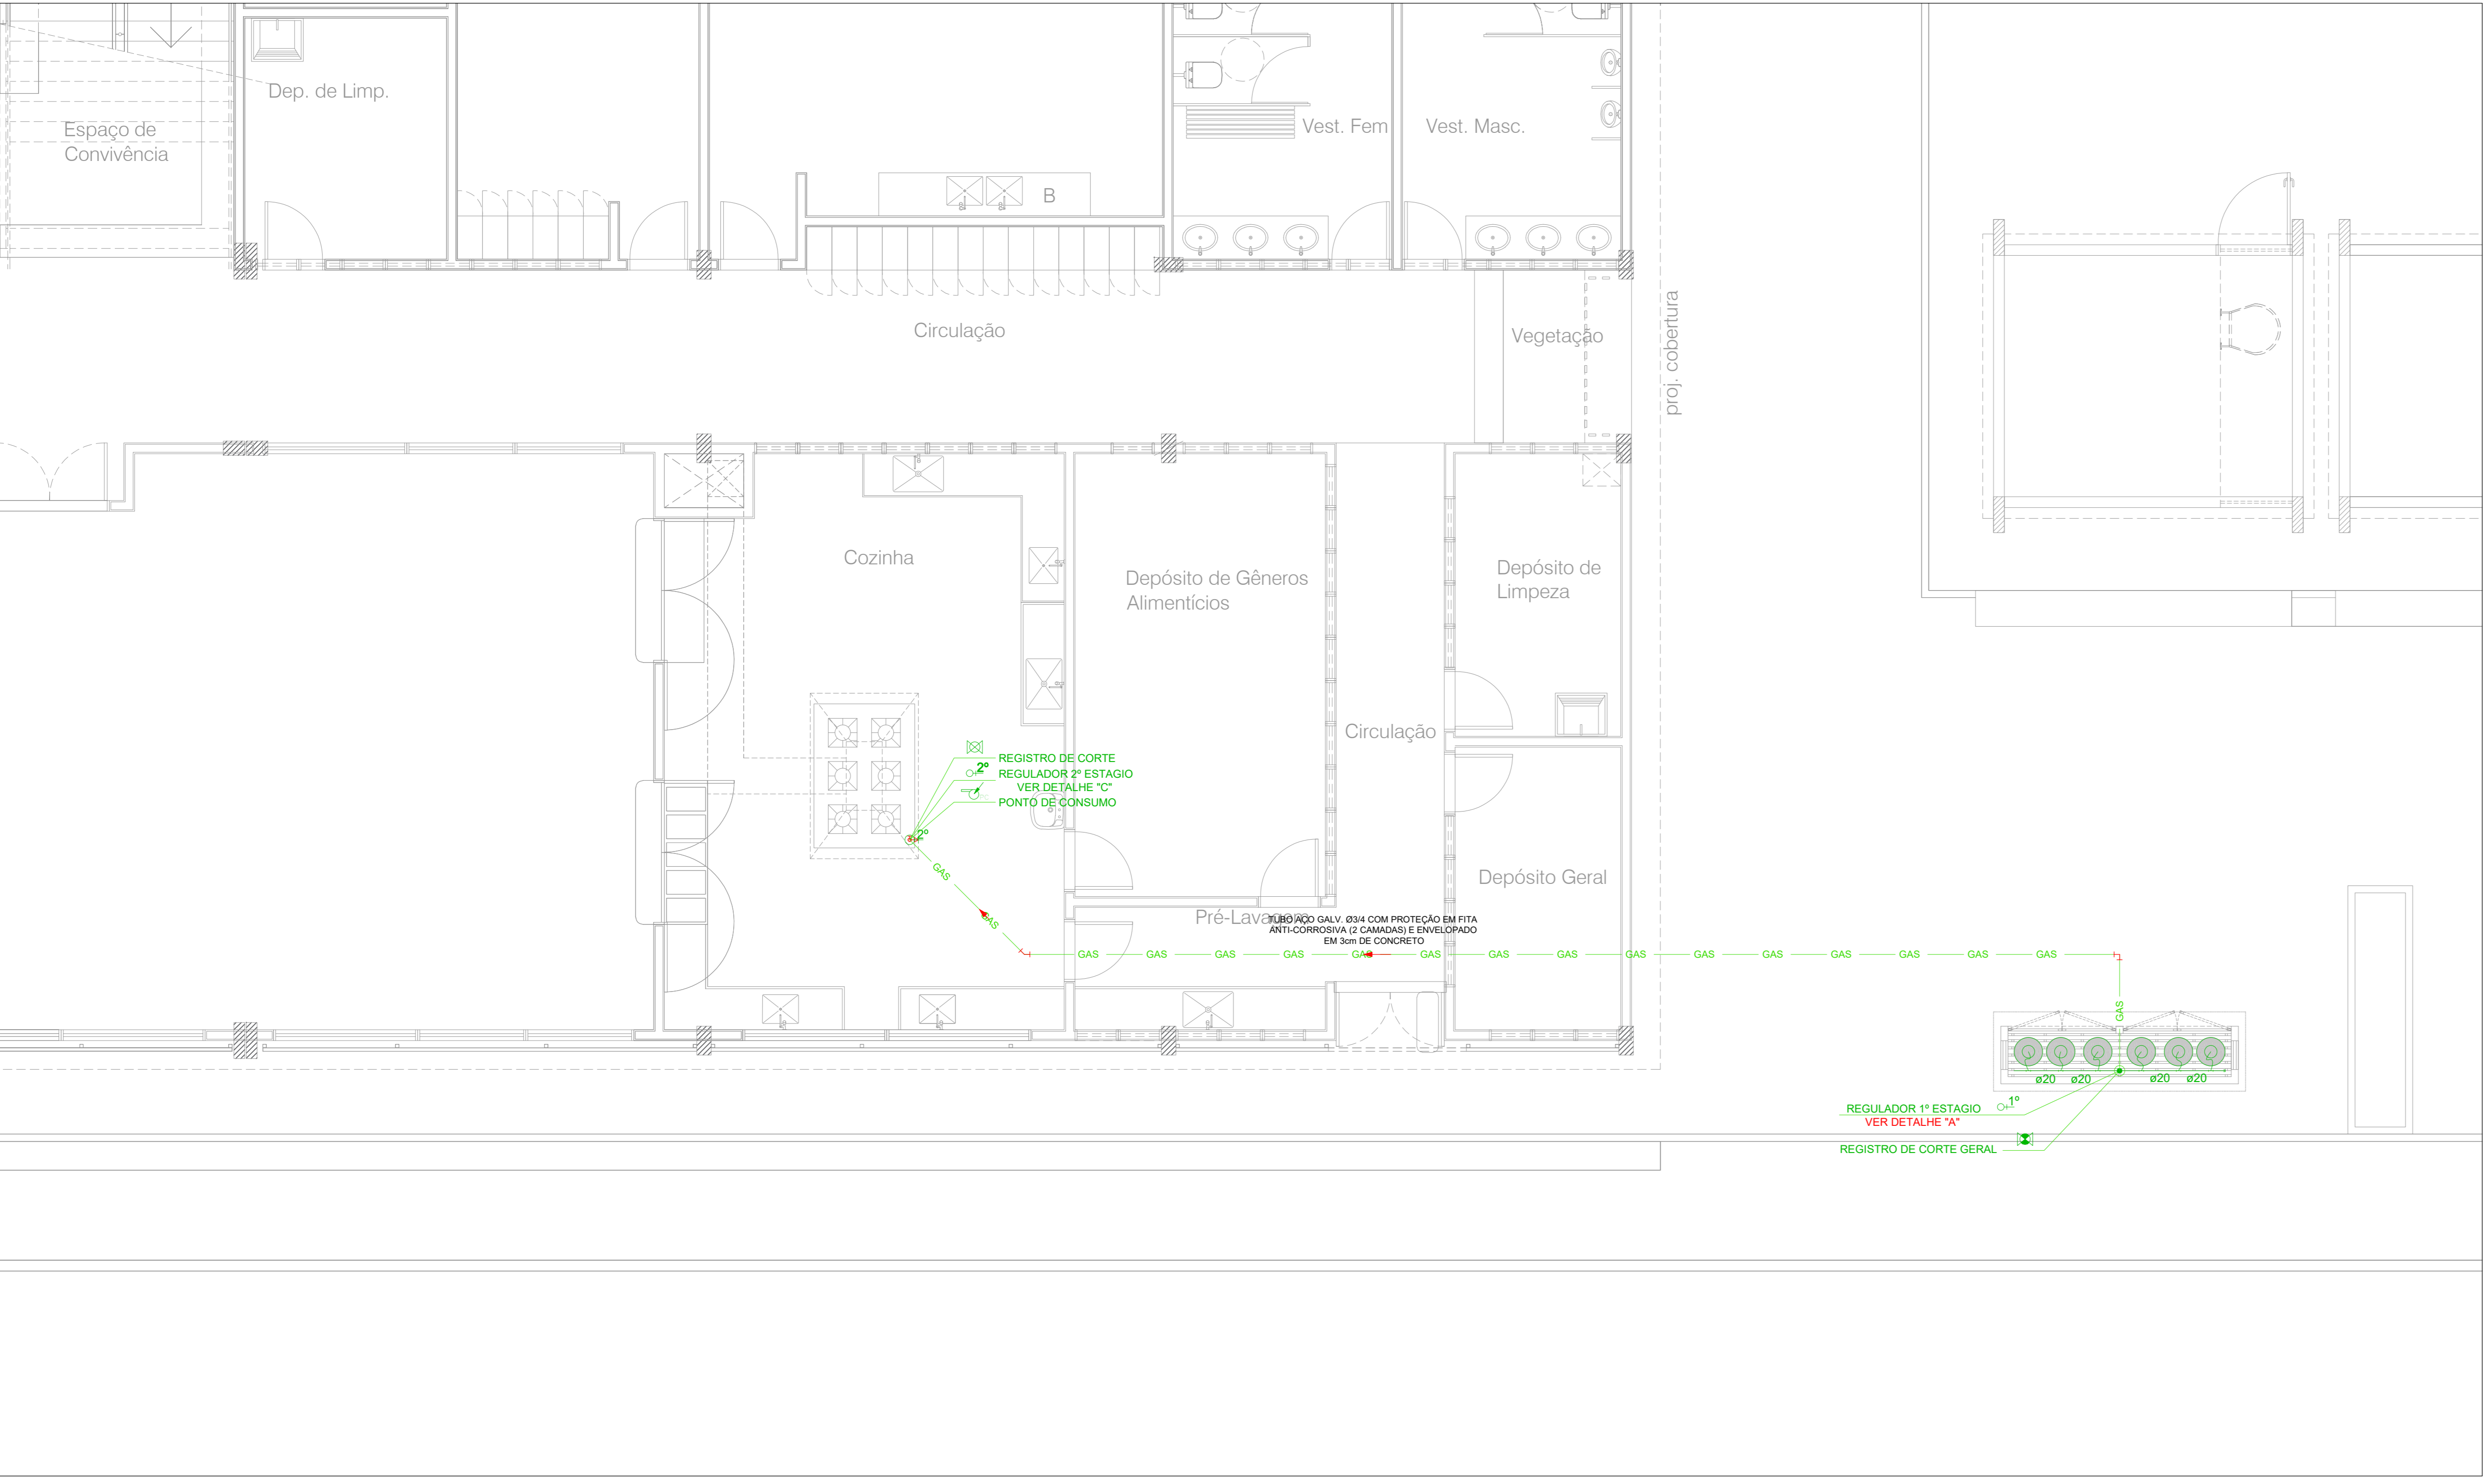 Dep. de Limp.
Espaço de
Convivência
Vest. Fem
Vest. Masc.
B
Circulação
Vegetação
proj. cobertura
Cozinha
Depósito de Gêneros
Alimentícios
Depósito de
Limpeza
Circulação
REGISTRO DE CORTE
2º
REGULADOR 2º ESTAGIO
VER DETALHE "C"
PONTO DE CONSUMO
2º
Depósito Geral
Pré-Lavagem
TUBO AÇO GALV. Ø3/4 COM PROTEÇÃO EM FITA
ANTI-CORROSIVA (2 CAMADAS) E ENVELOPADO
EM 3cm DE CONCRETO
GAS
GAS
GAS GAS GAS GAS GAS GAS GAS GAS GAS GAS GAS GAS GAS GAS GAS
GAS
ø20 ø20 ø20 ø20
REGULADOR 1º ESTAGIO 1º
VER DETALHE "A"
REGISTRO DE CORTE GERAL